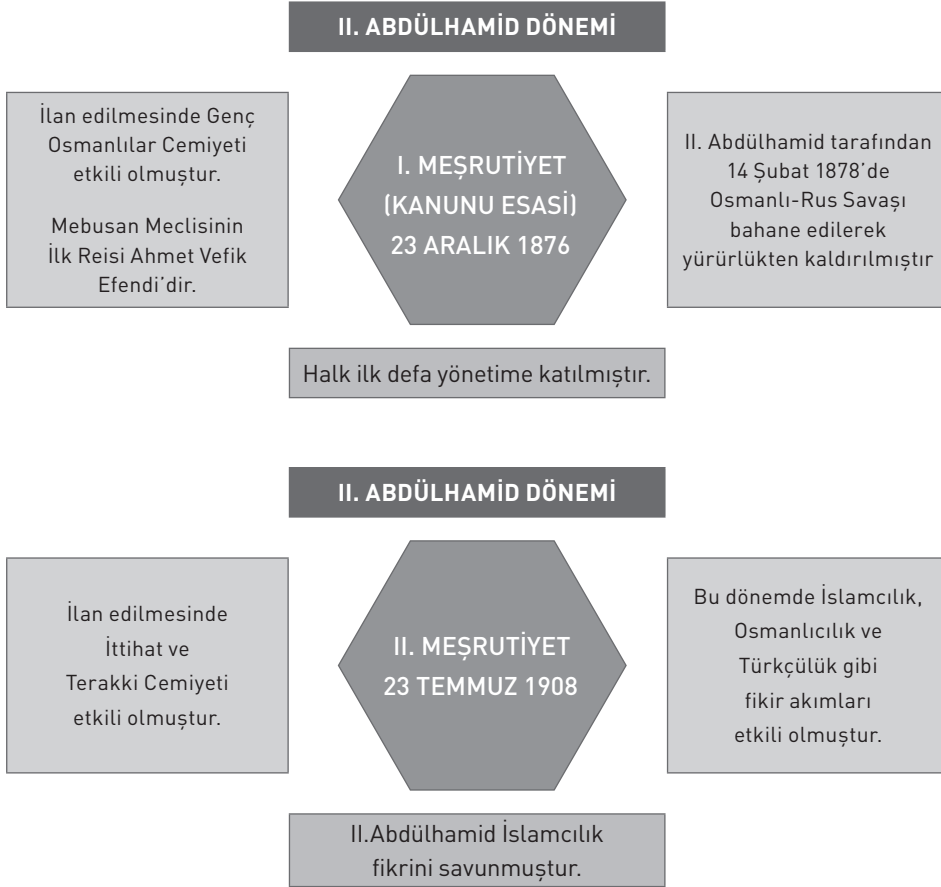 II. ABDÜLHAMİD DÖNEMİ
İlan edilmesinde Genç
Osmanlılar Cemiyeti
etkili olmuştur.
Mebusan Meclisinin
İlk Reisi Ahmet Vefik
Efendi'dir.
I. MEŞRUTİYET
(KANUNU ESASİ)
23 ARALIK 1876
II. Abdülhamid tarafından
14 Şubat 1878'de
Osmanlı-Rus Savaşı
bahane edilerek
yürürlükten kaldırılmıştır
Halk ilk defa yönetime katılmıştır.
II. ABDÜLHAMİD DÖNEMİ
İlan edilmesinde
İttihat ve
Terakki Cemiyeti
etkili olmuştur.
II. MEŞRUTİYET
23 TEMMUZ 1908
Bu dönemde İslamcılık,
Osmanlıcılık ve
Türkçülük gibi
fikir akımları
etkili olmuştur.
II.Abdülhamid İslamcılık
fikrini savunmuştur.